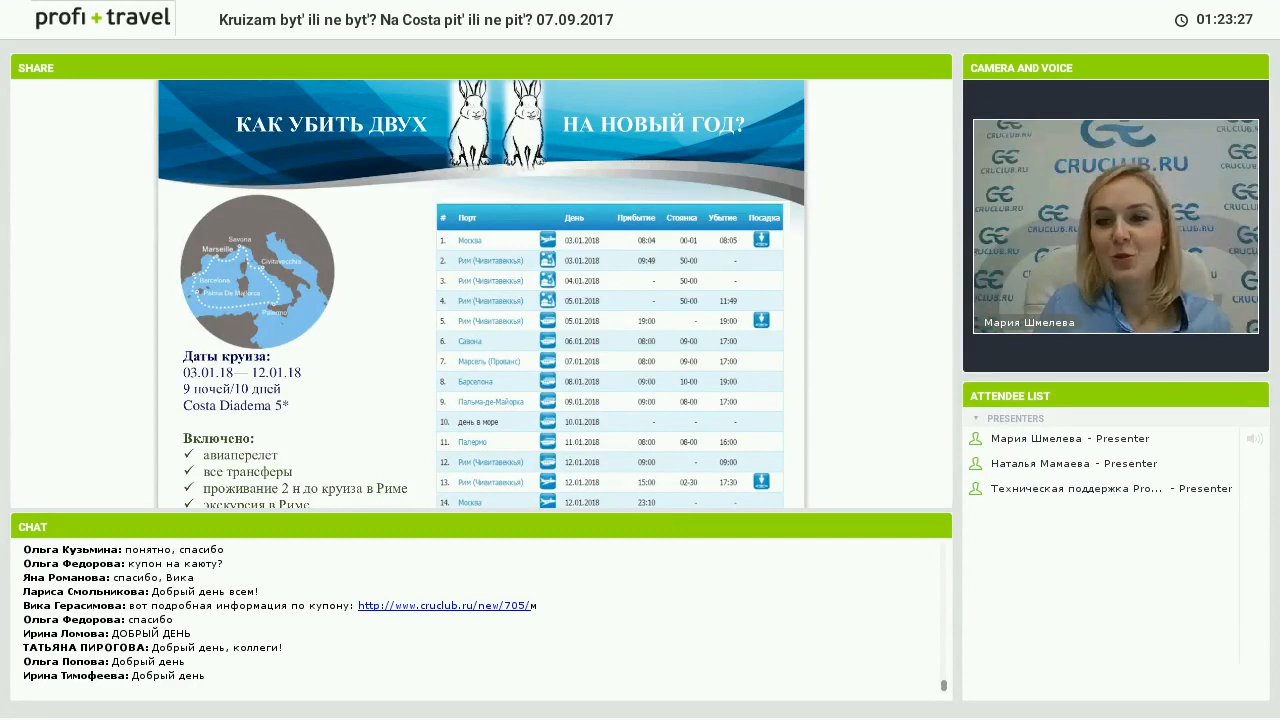 profi + travel
Kruizam byt' ili ne byt'? Na Costa pit' ili ne pit'? 07.09.2017
01:23:27
SHARE
КАК УБИТЬ ДВУХ НА НОВЫЙ ГОД?
Savona
Marseille
Civitavecchia
Barcelona
Palma De Mallorca
Palermo
Даты круиза:
03.01.18— 12.01.18
9 ночей/10 дней
Costa Diadema 5*
Включено:
✓ авиаперелет
✓ все трансферы
✓ проживание 2 н до круиза в Риме
✓ экскурсия в Риме
# Порт День Прибытие Стоянка Убытие Посадка
1. Москва 03.01.2018 08:04 00-01 08:05
2. Рим (Чивитавеккья) 03.01.2018 09:49 50-00 -
3. Рим (Чивитавеккья) 04.01.2018 - 50-00 -
4. Рим (Чивитавеккья) 05.01.2018 - 50-00 11:49
5. Рим (Чивитавеккья) 05.01.2018 19:00 - 19:00
6. Савона 06.01.2018 08:00 09-00 17:00
7. Марсель (Прованс) 07.01.2018 08:00 09-00 17:00
8. Барселона 08.01.2018 09:00 10-00 19:00
9. Пальма-де-Майорка 09.01.2018 09:00 08-00 17:00
10. день в море 10.01.2018 - - -
11. Палермо 11.01.2018 08:00 08-00 16:00
12. Рим (Чивитавеккья) 12.01.2018 09:00 - 09:00
13. Рим (Чивитавеккья) 12.01.2018 15:00 02-30 17:30
14. Москва 12.01.2018 23:10 - -
CAMERA AND VOICE
CRUCLUB.RU
Мария Шмелева
ATTENDEE LIST
PRESENTERS
Мария Шмелева - Presenter
Наталья Мамаева - Presenter
Техническая поддержка Pro... - Presenter
CHAT
Ольга Кузьмина: понятно, спасибо
Ольга Федорова: купон на каюту?
Яна Романова: спасибо, Вика
Лариса Смольникова: Добрый день всем!
Вика Герасимова: вот подробная информация по купону: http://www.cruclub.ru/new/705/м
Ольга Федорова: спасибо
Ирина Ломова: ДОБРЫЙ ДЕНЬ
ТАТЬЯНА ПИРОГОВА: Добрый день, коллеги!
Ольга Попова: Добрый день
Ирина Тимофеева: Добрый день